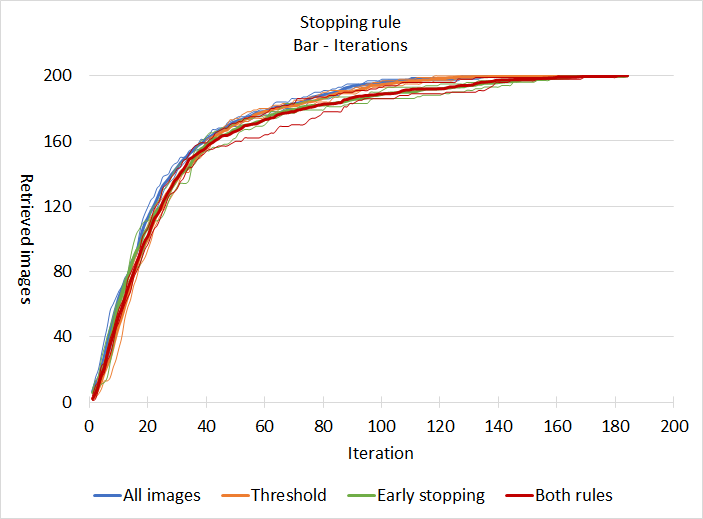 Stopping rule
Bar - Iterations
Retrieved images
200
160
120
80
40
0
0 20 40 60 80 100 120 140 160 180 200
Iteration
All images Threshold Early stopping Both rules